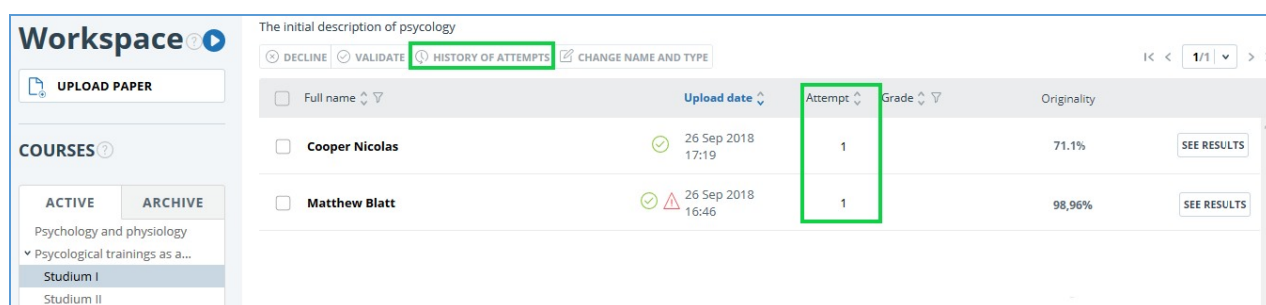 Workspace
UPLOAD PAPER
COURSES
ACTIVE ARCHIVE
Psychology and physiology
Psycological trainings as a...
Studium I
Studium II
The initial description of psycology
DECLINE VALIDATE HISTORY OF ATTEMPTS CHANGE NAME AND TYPE
1/1
Full name Upload date Attempt Grade Originality
Cooper Nicolas 26 Sep 2018 17:19 1 71.1% SEE RESULTS
Matthew Blatt 26 Sep 2018 16:46 1 98,96% SEE RESULTS